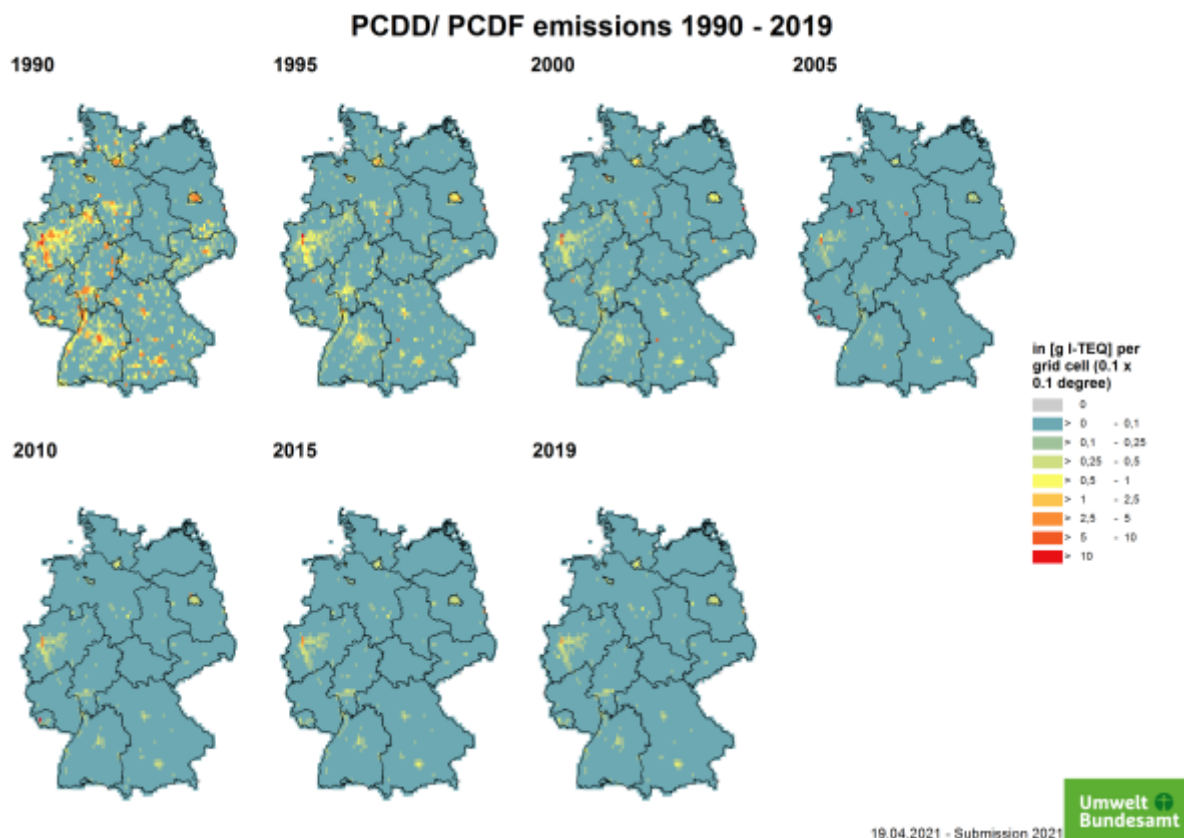 PCDD/ PCDF emissions 1990 - 2019
1990
1995
2000
2005
in [g I-TEQ] per
grid cell (0.1 x
0.1 degree)
0
> 0 - 0,1
> 0,1 - 0,25
> 0,25 - 0,5
> 0,5 - 1
> 1 - 2,5
> 2,5 - 5
> 5 - 10
> 10
2010
2015
2019
Umwelt
Bundesamt
19.04.2021 - Submission 2021